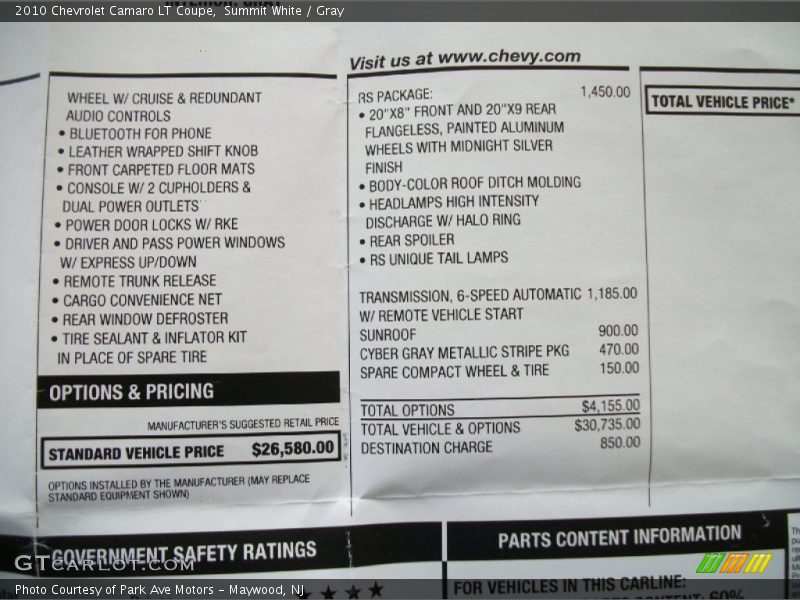 2010 Chevrolet Camaro LT Coupe, Summit White / Gray
Visit us at www.chevy.com
WHEEL W/ CRUISE & REDUNDANT
AUDIO CONTROLS
• BLUETOOTH FOR PHONE
• LEATHER WRAPPED SHIFT KNOB
• FRONT CARPETED FLOOR MATS
• CONSOLE W/ 2 CUPHOLDERS &
DUAL POWER OUTLETS
• POWER DOOR LOCKS W/ RKE
• DRIVER AND PASS POWER WINDOWS
W/ EXPRESS UP/DOWN
• REMOTE TRUNK RELEASE
• CARGO CONVENIENCE NET
• REAR WINDOW DEFROSTER
• TIRE SEALANT & INFLATOR KIT
IN PLACE OF SPARE TIRE
OPTIONS & PRICING
MANUFACTURER'S SUGGESTED RETAIL PRICE
STANDARD VEHICLE PRICE $26,580.00
OPTIONS INSTALLED BY THE MANUFACTURER (MAY REPLACE
STANDARD EQUIPMENT SHOWN)
RS PACKAGE: 1,450.00
• 20"X8" FRONT AND 20"X9 REAR
FLANGELESS, PAINTED ALUMINUM
WHEELS WITH MIDNIGHT SILVER
FINISH
• BODY-COLOR ROOF DITCH MOLDING
• HEADLAMPS HIGH INTENSITY
DISCHARGE W/ HALO RING
• REAR SPOILER
• RS UNIQUE TAIL LAMPS
TRANSMISSION, 6-SPEED AUTOMATIC 1,185.00
W/ REMOTE VEHICLE START
SUNROOF 900.00
CYBER GRAY METALLIC STRIPE PKG 470.00
SPARE COMPACT WHEEL & TIRE 150.00
TOTAL OPTIONS $4,155.00
TOTAL VEHICLE & OPTIONS $30,735.00
DESTINATION CHARGE 850.00
TOTAL VEHICLE PRICE*
GOVERNMENT SAFETY RATINGS
PARTS CONTENT INFORMATION
FOR VEHICLES IN THIS CARLINE:
GTCARLOT.COM
Photo Courtesy of Park Ave Motors - Maywood, NJ